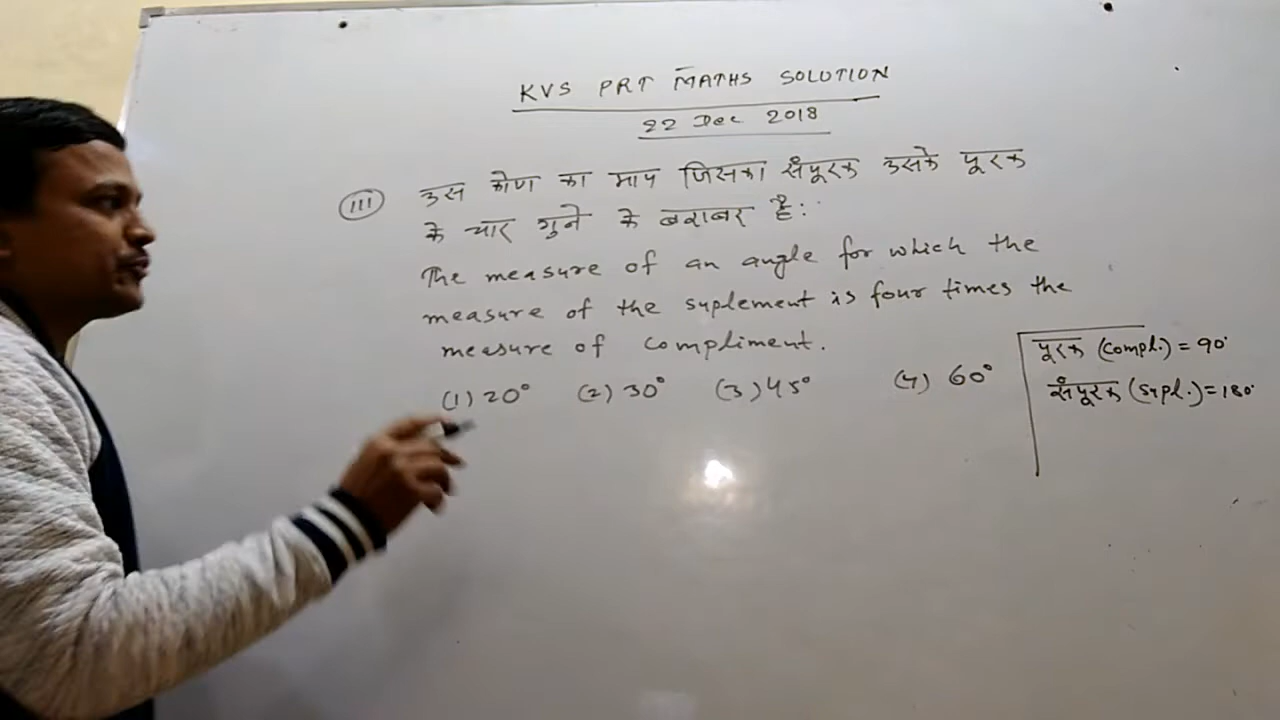 KVS PRT MATHS SOLUTION
22 Dec 2018
(111) उस कोण का माप जिसका संपूरक उसके पूरक
के चार गुने के बराबर है:
The measure of an angle for which the
measure of the suplement is four times the
measure of compliment.
(1) 20° (2) 30° (3) 45° (4) 60°
पूरक (Compl.) = 90°
संपूरक (Supl.) = 180°